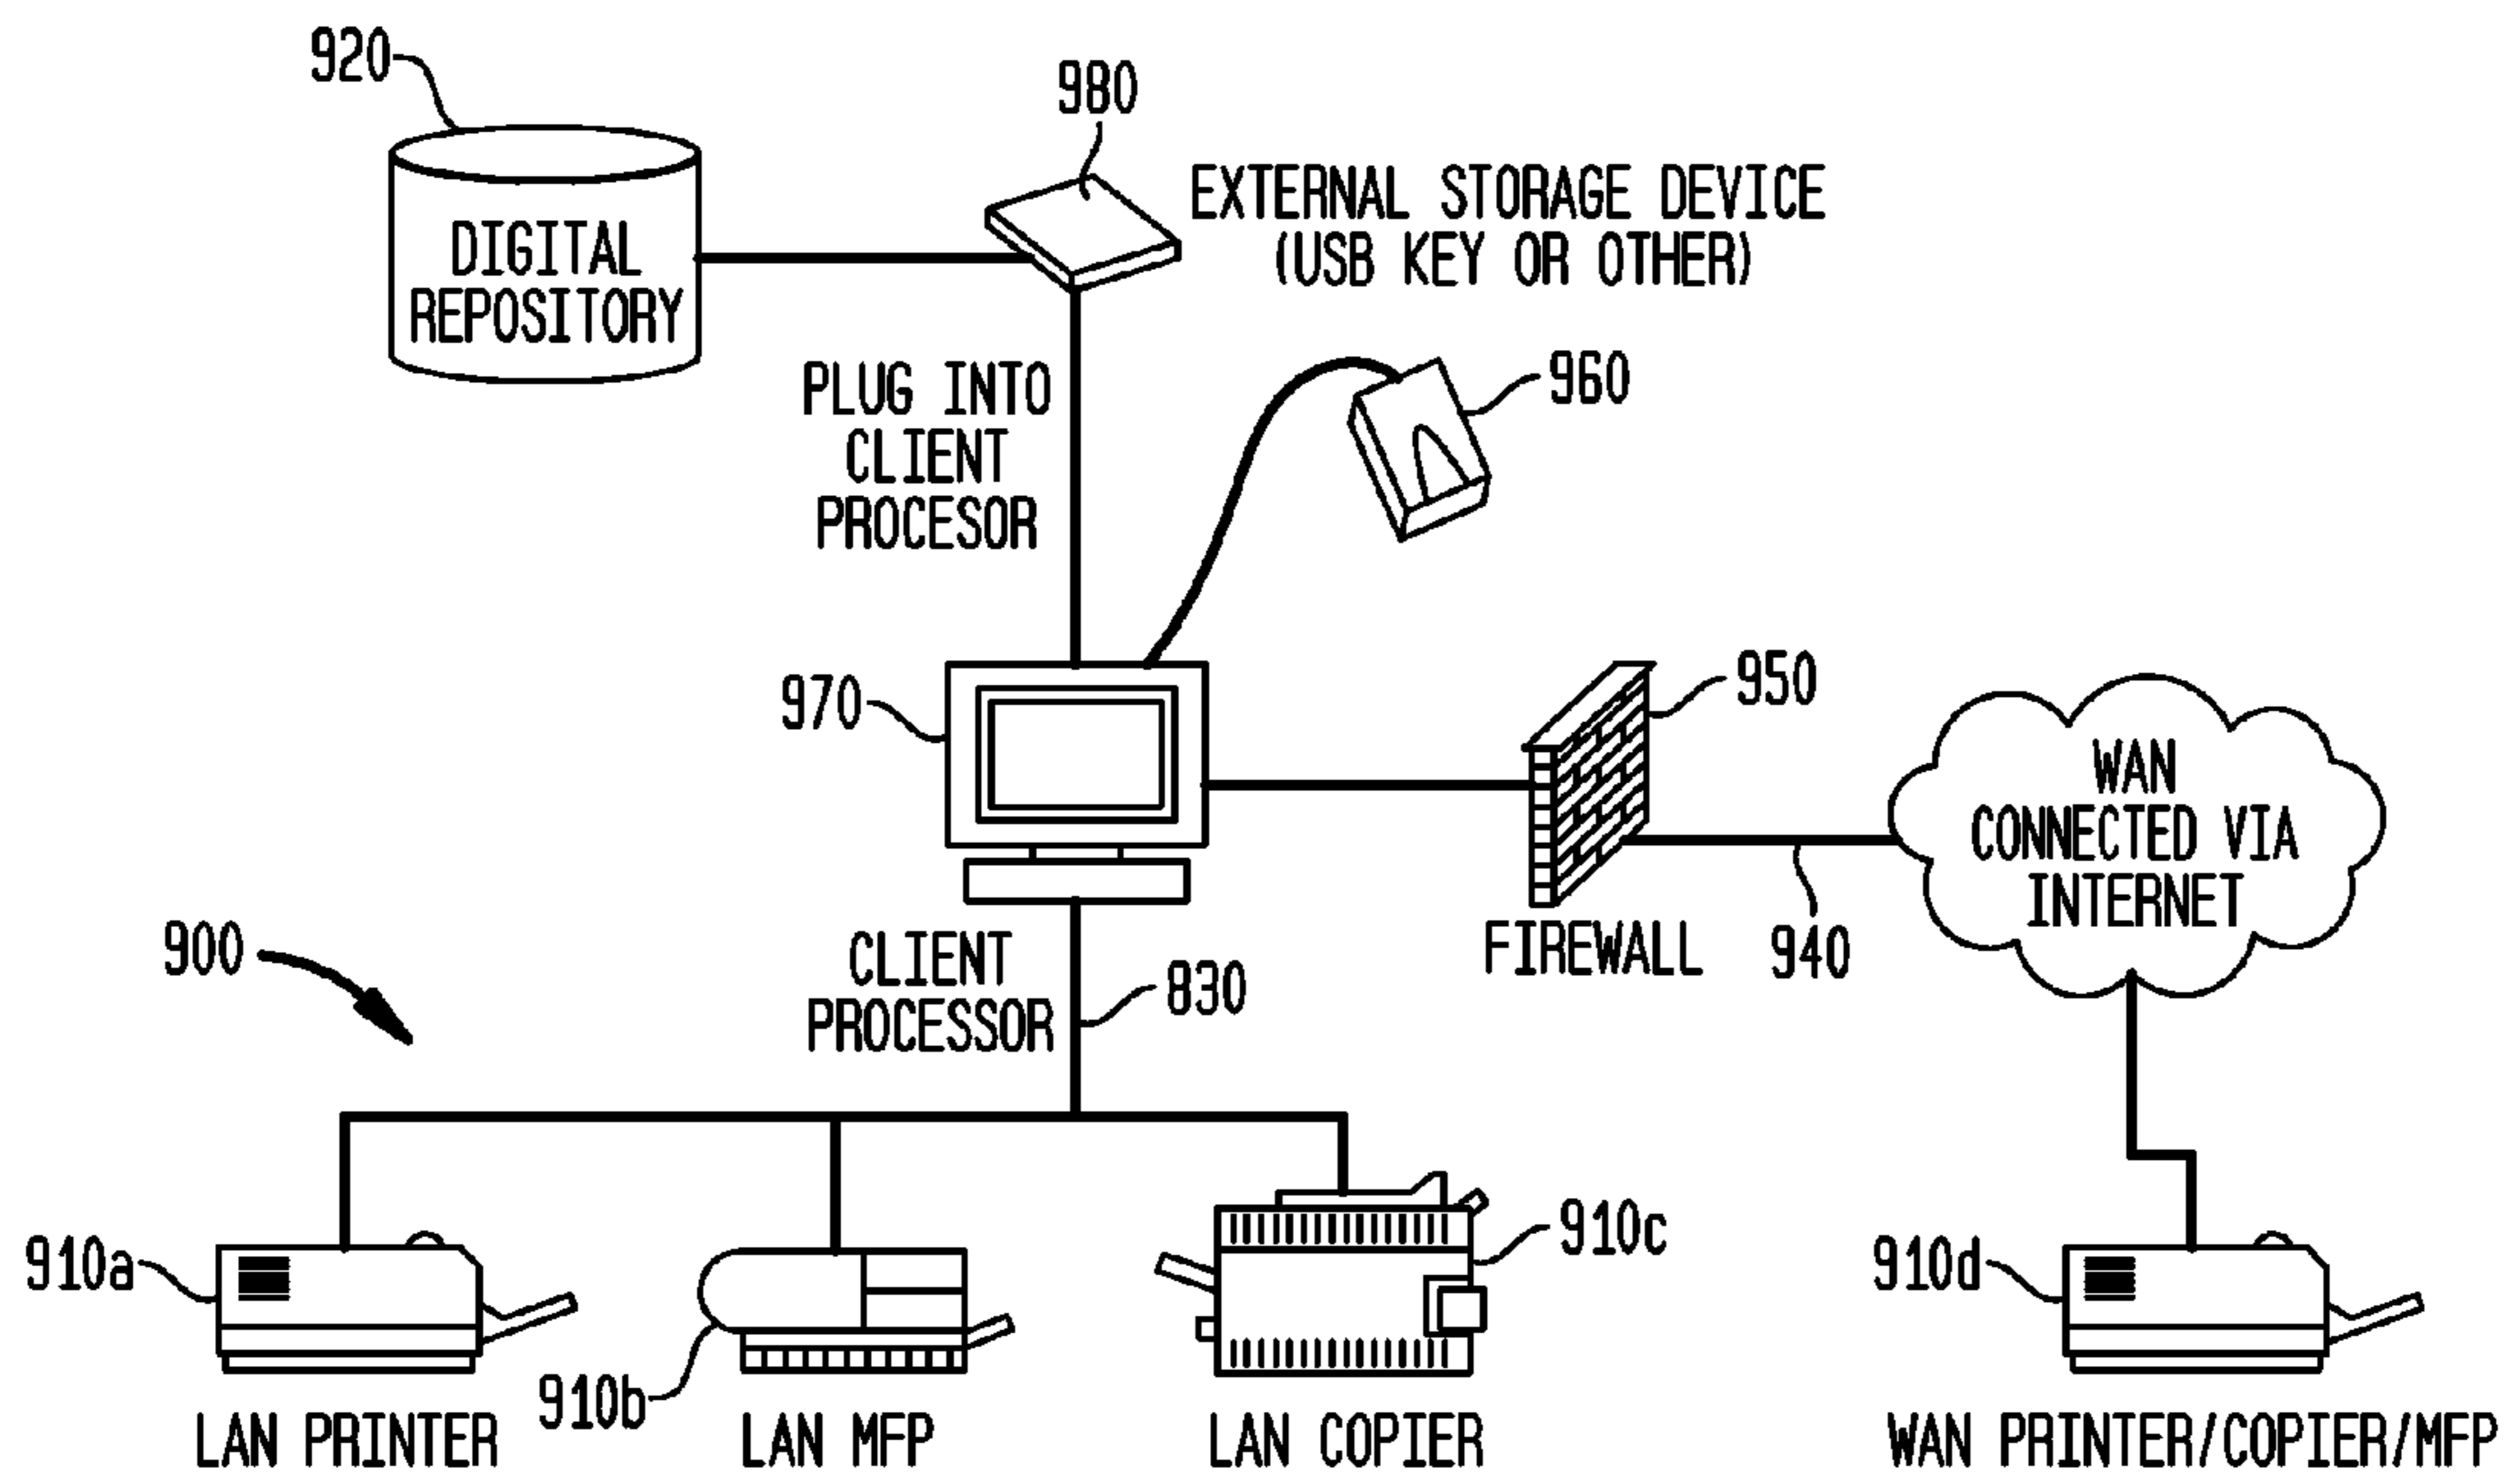 920
980
EXTERNAL STORAGE DEVICE
(USB KEY OR OTHER)
DIGITAL
REPOSITORY
PLUG INTO
CLIENT
PROCESOR
960
970
950
WAN
CONNECTED VIA
INTERNET
FIREWALL
940
900
CLIENT
PROCESSOR
830
910a
910b
910c
910d
LAN PRINTER
LAN MFP
LAN COPIER
WAN PRINTER/COPIER/MFP